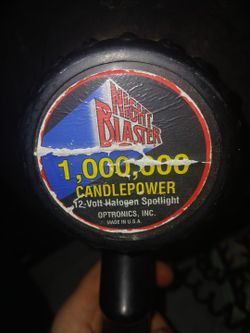 NIGHT
BLASTER
1,000,000
CANDLEPOWER
12-Volt Halogen Spotlight
OPTRONICS, INC.
MADE IN U.S.A.